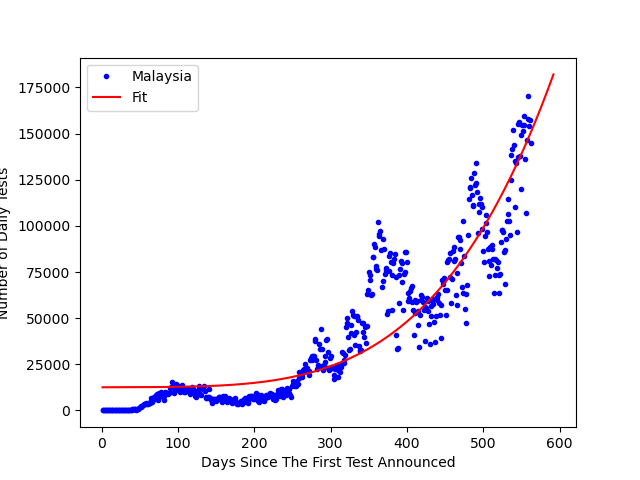 Malaysia
Fit
175000
150000
125000
100000
75000
50000
25000
0
Number of Daily Tests
0 100 200 300 400 500 600
Days Since The First Test Announced